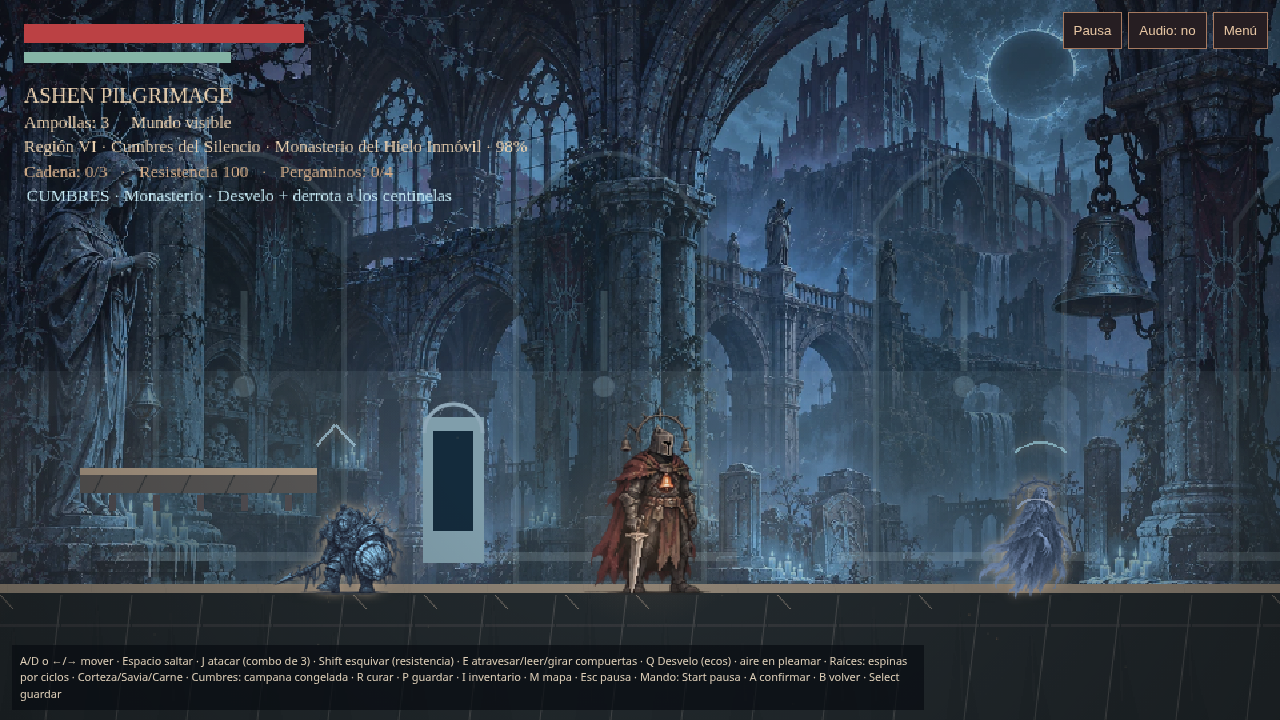 Pausa
Audio: no
Menú
ASHEN PILGRIMAGE
Ampollas: 3 Mundo visible
Región VI · Cumbres del Silencio · Monasterio del Hielo Inmóvil · 98%
Cadena: 0/3 · Resistencia 100 · Pergaminos: 0/4
CUMBRES · Monasterio · Desvelo + derrota a los centinelas
A/D o ←/→ mover · Espacio saltar · J atacar (combo de 3) · Shift esquivar (resistencia) · E atravesar/leer/girar compuertas · Q Desvelo (ecos) · aire en pleamar · Raíces: espinas
por ciclos · Corteza/Savia/Carne · Cumbres: campana congelada · R curar · P guardar · I inventario · M mapa · Esc pausa · Mando: Start pausa · A confirmar · B volver · Select
guardar